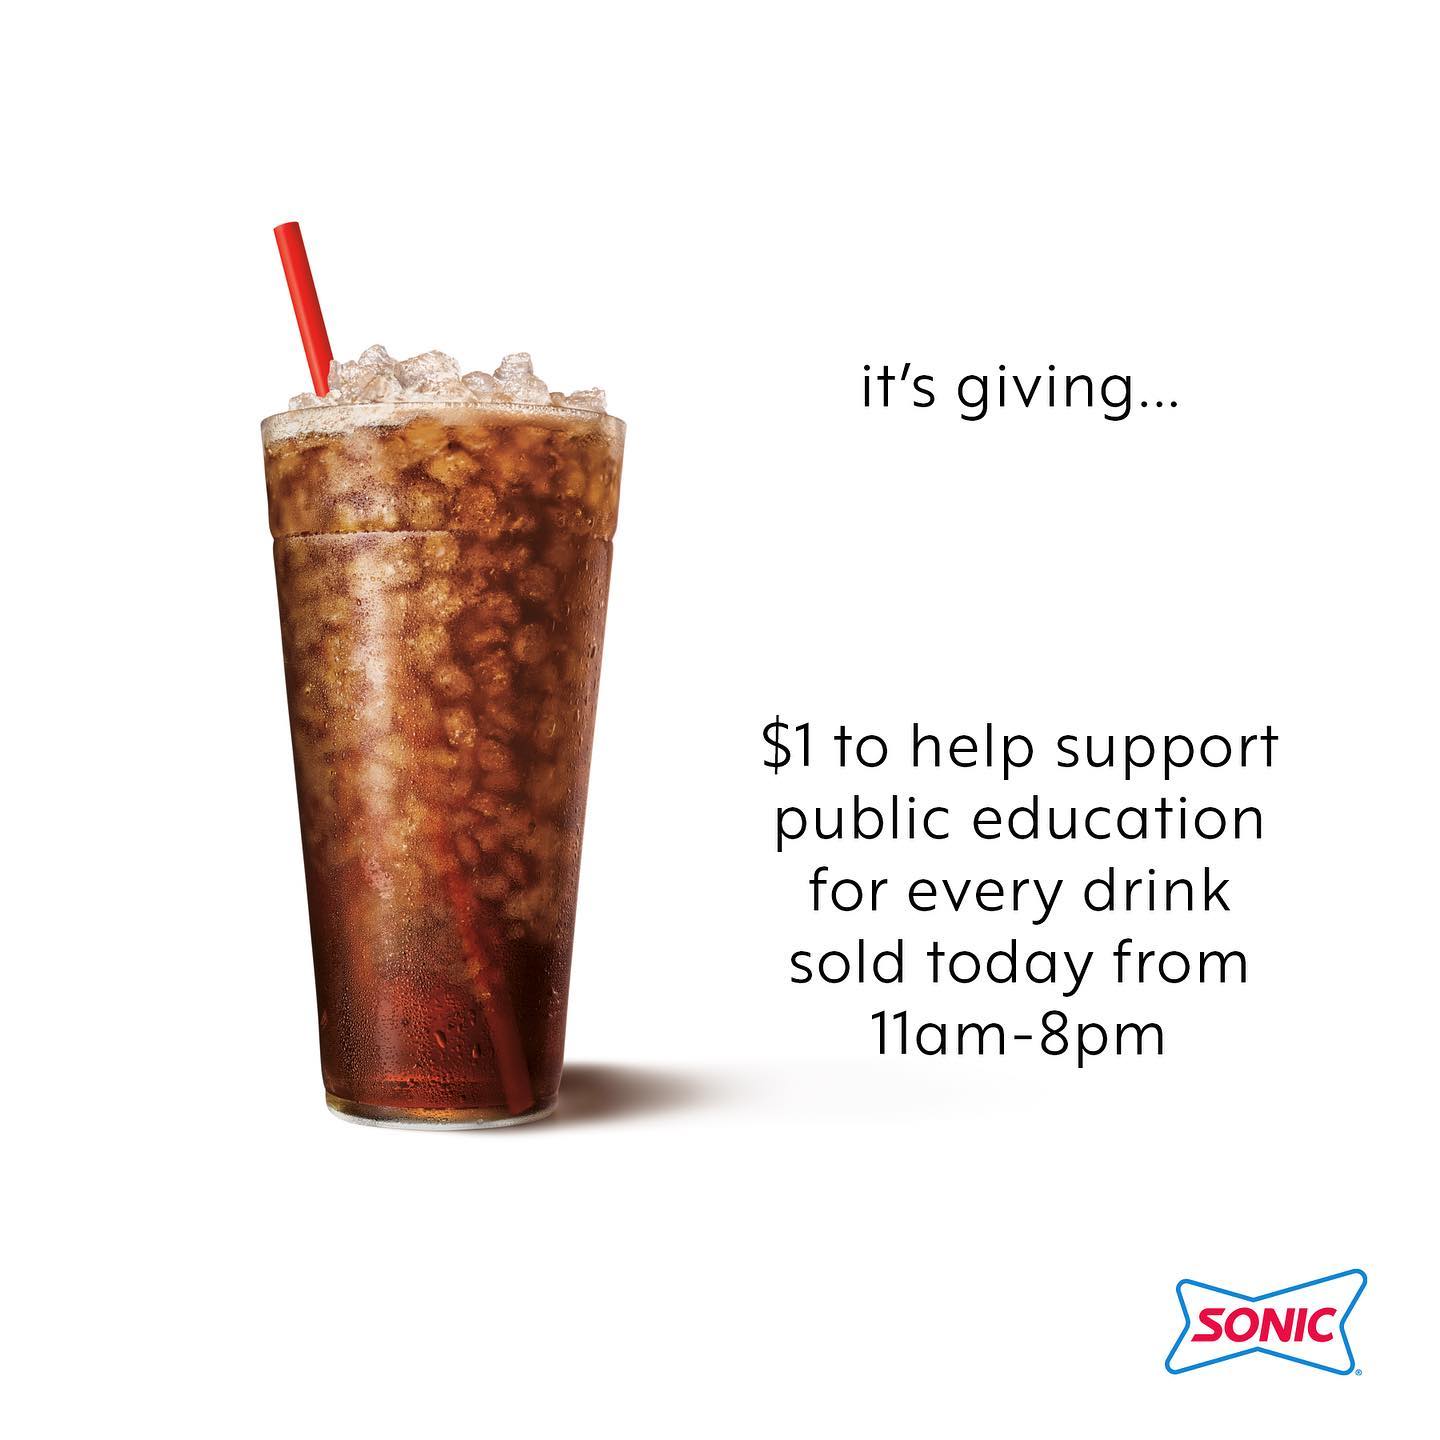 it's giving...
$1 to help support
public education
for every drink
sold today from
11am-8pm
SONIC